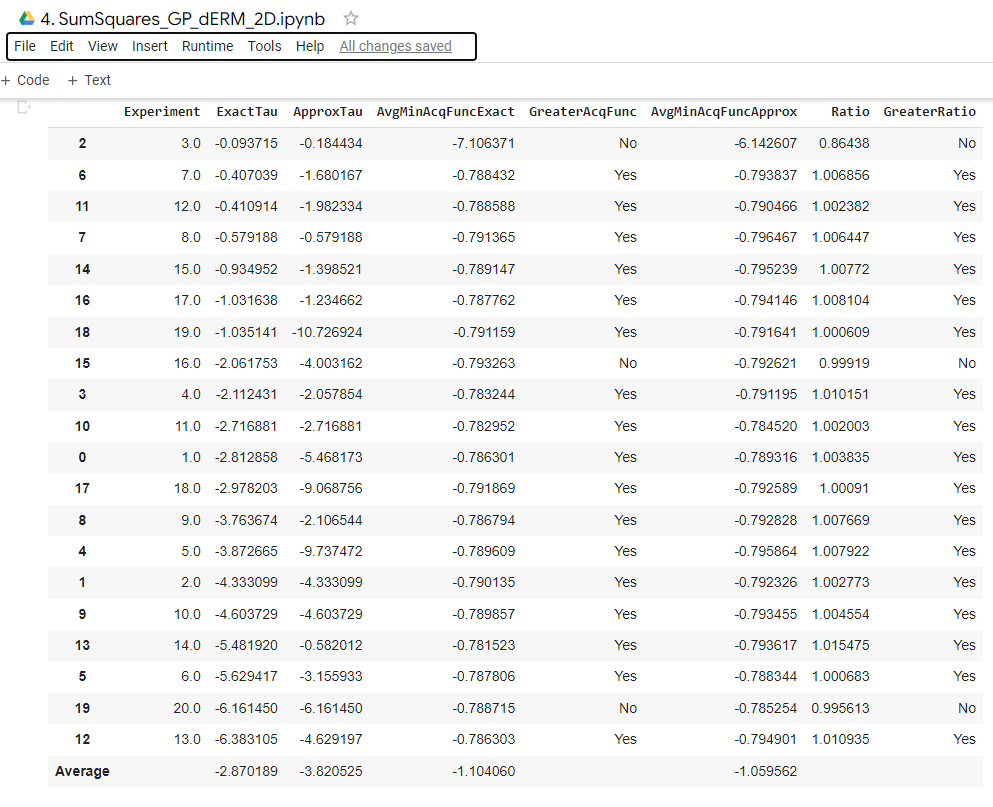 4. SumSquares_GP_dERM_2D.ipynb
File Edit View Insert Runtime Tools Help All changes saved
+ Code + Text
Experiment ExactTau ApproxTau AvgMinAcqFuncExact GreaterAcqFunc AvgMinAcqFuncApprox Ratio GreaterRatio
2 3.0 -0.093715 -0.184434 -7.106371 No -6.142607 0.86438 No
6 7.0 -0.407039 -1.680167 -0.788432 Yes -0.793837 1.006856 Yes
11 12.0 -0.410914 -1.982334 -0.788588 Yes -0.790466 1.002382 Yes
7 8.0 -0.579188 -0.579188 -0.791365 Yes -0.796467 1.006447 Yes
14 15.0 -0.934952 -1.398521 -0.789147 Yes -0.795239 1.00772 Yes
16 17.0 -1.031638 -1.234662 -0.787762 Yes -0.794146 1.008104 Yes
18 19.0 -1.035141 -10.726924 -0.791159 Yes -0.791641 1.000609 Yes
15 16.0 -2.061753 -4.003162 -0.793263 No -0.792621 0.99919 No
3 4.0 -2.112431 -2.057854 -0.783244 Yes -0.791195 1.010151 Yes
10 11.0 -2.716881 -2.716881 -0.782952 Yes -0.784520 1.002003 Yes
0 1.0 -2.812858 -5.468173 -0.786301 Yes -0.789316 1.003835 Yes
17 18.0 -2.978203 -9.068756 -0.791869 Yes -0.792589 1.00091 Yes
8 9.0 -3.763674 -2.106544 -0.786794 Yes -0.792828 1.007669 Yes
4 5.0 -3.872665 -9.737472 -0.789609 Yes -0.795864 1.007922 Yes
1 2.0 -4.333099 -4.333099 -0.790135 Yes -0.792326 1.002773 Yes
9 10.0 -4.603729 -4.603729 -0.789857 Yes -0.793455 1.004554 Yes
13 14.0 -5.481920 -0.582012 -0.781523 Yes -0.793617 1.015475 Yes
5 6.0 -5.629417 -3.155933 -0.787806 Yes -0.788344 1.000683 Yes
19 20.0 -6.161450 -6.161450 -0.788715 No -0.785254 0.995613 No
12 13.0 -6.383105 -4.629197 -0.786303 Yes -0.794901 1.010935 Yes
Average -2.870189 -3.820525 -1.104060 -1.059562